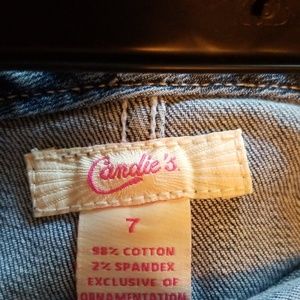 Candie's
7
98% COTTON
2% SPANDEX
EXCLUSIVE OF
ORNAMENTATION